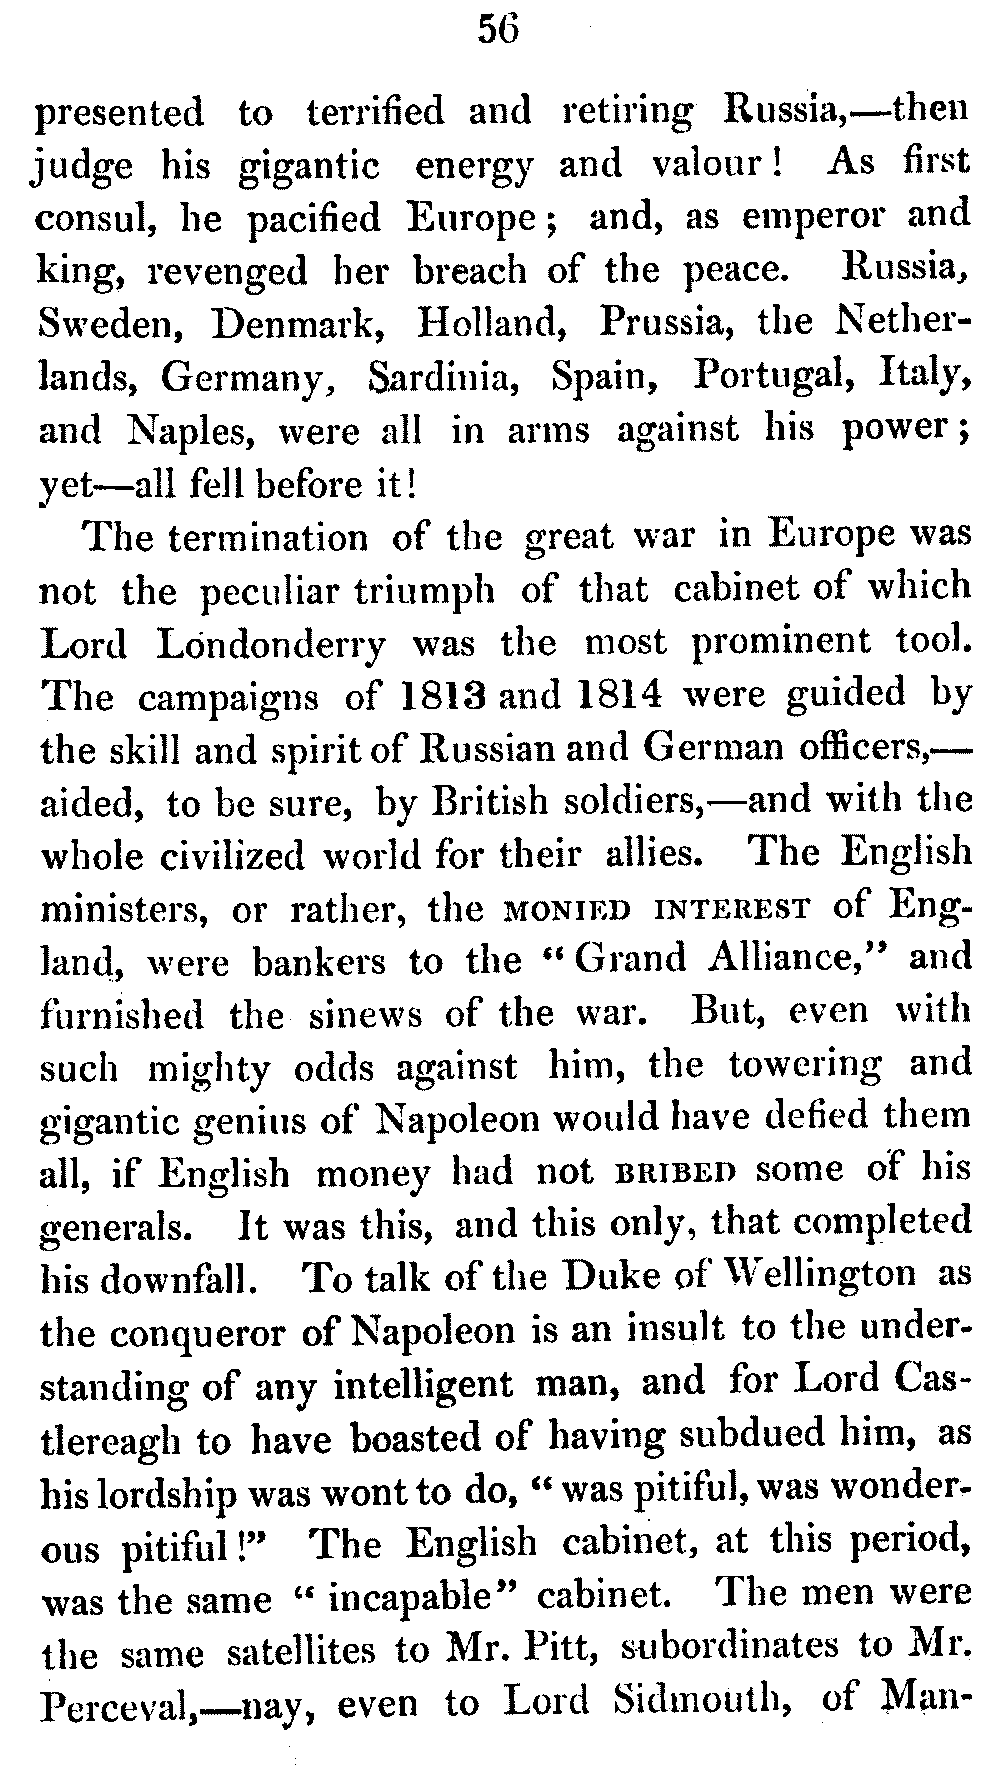 56
presented to terrified and retiring Russia,—then
judge his gigantic energy and valour! As first
consul, he pacified Europe; and, as emperor and
king, revenged her breach of the peace. Russia,
Sweden, Denmark, Holland, Prussia, the Nether-
lands, Germany, Sardinia, Spain, Portugal, Italy,
and Naples, were all in arms against his power;
yet—all fell before it!
The termination of the great war in Europe was
not the peculiar triumph of that cabinet of which
Lord Londonderry was the most prominent tool.
The campaigns of 1813 and 1814 were guided by
the skill and spirit of Russian and German officers,—
aided, to be sure, by British soldiers,—and with the
whole civilized world for their allies. The English
ministers, or rather, the MONIED INTEREST of Eng-
land, were bankers to the “Grand Alliance,” and
furnished the sinews of the war. But, even with
such mighty odds against him, the towering and
gigantic genius of Napoleon would have defied them
all, if English money had not BRIBED some of his
generals. It was this, and this only, that completed
his downfall. To talk of the Duke of Wellington as
the conqueror of Napoleon is an insult to the under-
standing of any intelligent man, and for Lord Cas-
tlereagh to have boasted of having subdued him, as
his lordship was wont to do, “was pitiful, was wonder-
ous pitiful!” The English cabinet, at this period,
was the same “incapable” cabinet. The men were
the same satellites to Mr. Pitt, subordinates to Mr.
Perceval,—nay, even to Lord Sidmouth, of Man-